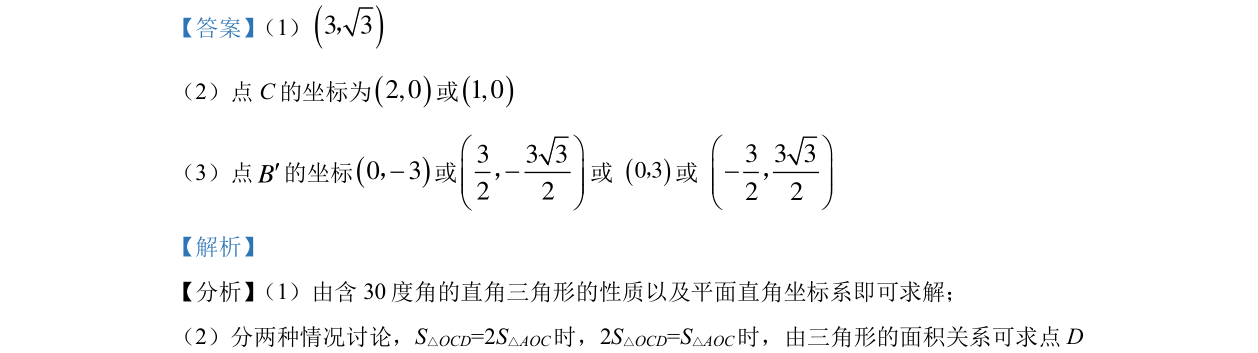 【答案】（1）(3,√3)
（2）点 C 的坐标为(2,0)或(1,0)
（3）点B′的坐标(0,−3)或(3/2,−3√3/2)或 (0,3)或 (−3/2,3√3/2)
【解析】
【分析】（1）由含 30 度角的直角三角形的性质以及平面直角坐标系即可求解；
（2）分两种情况讨论，S△OCD=2S△AOC时，2S△OCD=S△AOC时，由三角形的面积关系可求点 D